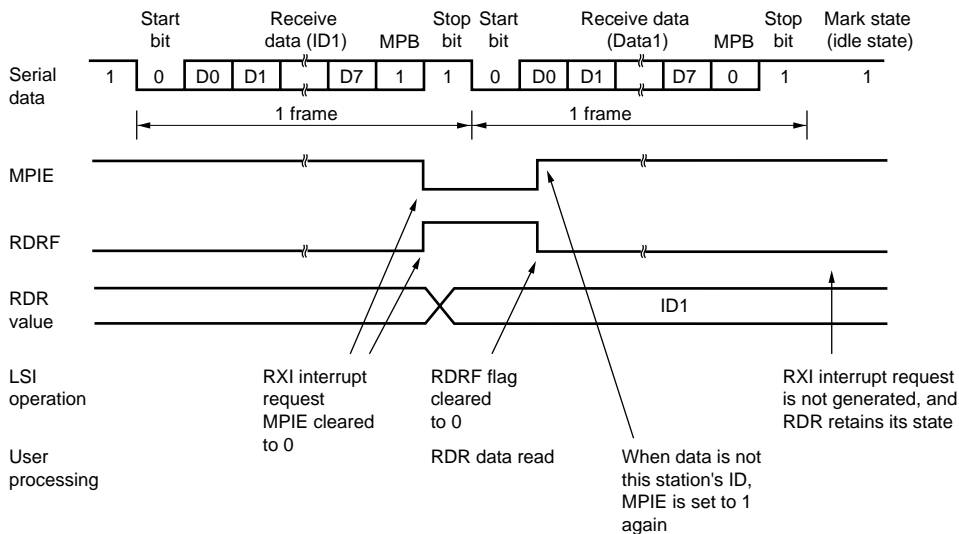 Start bit Receive data (ID1) MPB Stop bit Start bit Receive data (Data1) MPB Stop bit Mark state (idle state)
Serial data 1 0 D0 D1 D7 1 1 0 D0 D1 D7 0 1 1
1 frame 1 frame
MPIE
RDRF
RDR value ID1
LSI operation
RXI interrupt request MPIE cleared to 0
RDRF flag cleared to 0
RXI interrupt request is not generated, and RDR retains its state
User processing
RDR data read
When data is not this station's ID, MPIE is set to 1 again